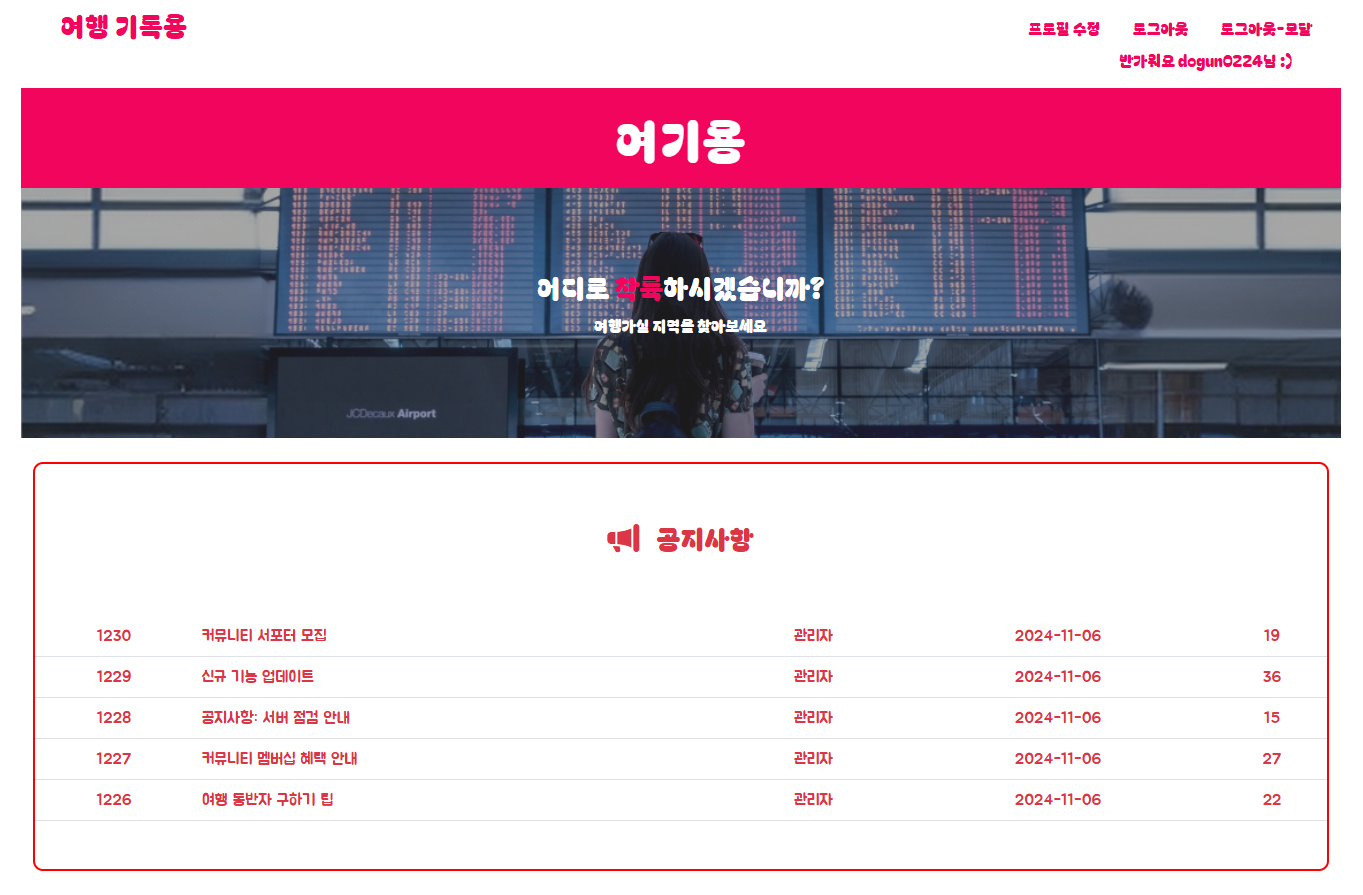 여행 기록용
프로필 수정 로그아웃 로그아웃-모달
반가워요 dogun0224님 :)
여기용
어디로 착륙하시겠습니까?
여행가실 지역을 찾아보세요
JCDecaux Airport
공지사항
1230 커뮤니티 서포터 모집 관리자 2024-11-06 19
1229 신규 기능 업데이트 관리자 2024-11-06 36
1228 공지사항: 서버 점검 안내 관리자 2024-11-06 15
1227 커뮤니티 멤버십 혜택 안내 관리자 2024-11-06 27
1226 여행 동반자 구하기 팁 관리자 2024-11-06 22